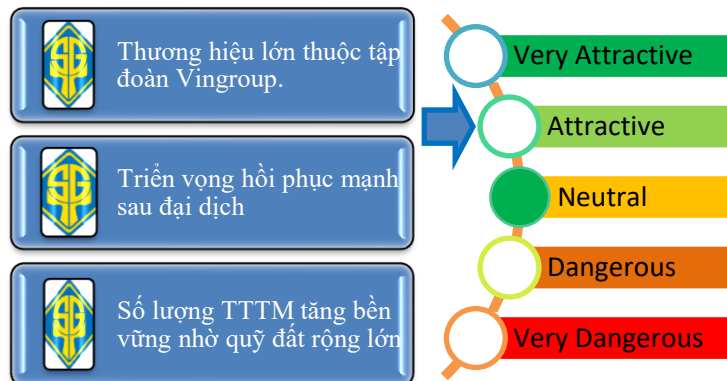 Thương hiệu lớn thuộc tập
đoàn Vingroup.
Triển vọng hồi phục mạnh
sau đại dịch
Số lượng TTTM tăng bền
vững nhờ quỹ đất rộng lớn
Very Attractive
Attractive
Neutral
Dangerous
Very Dangerous